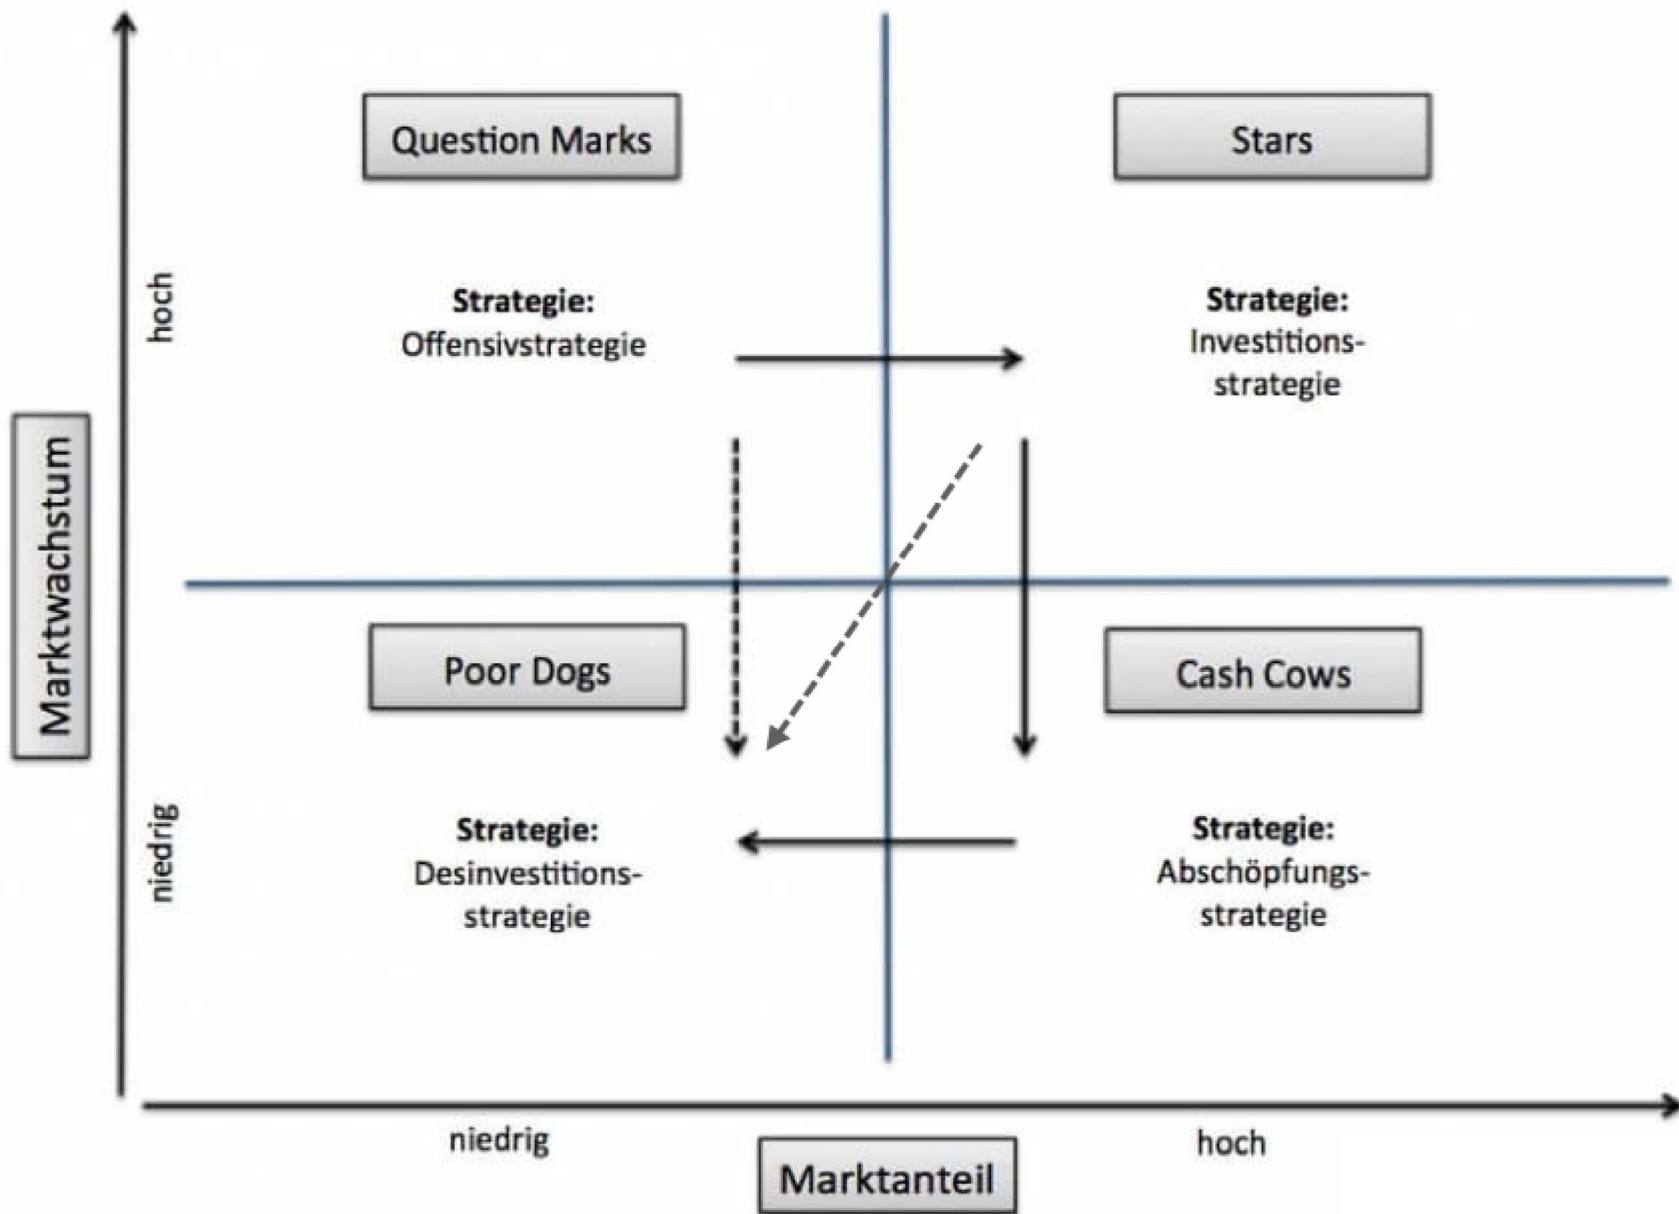 Question Marks
Stars
hoch
Strategie:
Offensivstrategie
Strategie:
Investitions-
strategie
Marktwachstum
Poor Dogs
Cash Cows
niedrig
Strategie:
Desinvestitions-
strategie
Strategie:
Abschöpfungs-
strategie
niedrig
hoch
Marktanteil